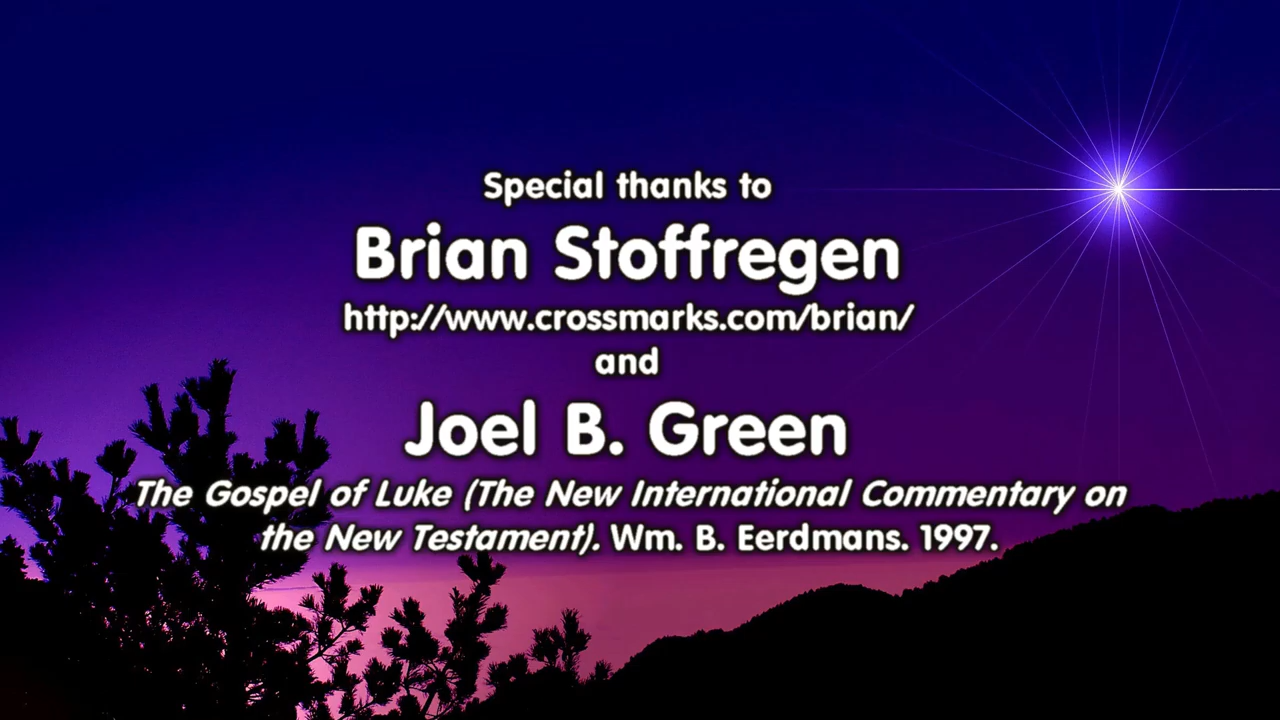 Special thanks to
Brian Stoffregen
http://www.crossmarks.com/brian/
and
Joel B. Green
The Gospel of Luke (The New International Commentary on
the New Testament). Wm. B. Eerdmans. 1997.